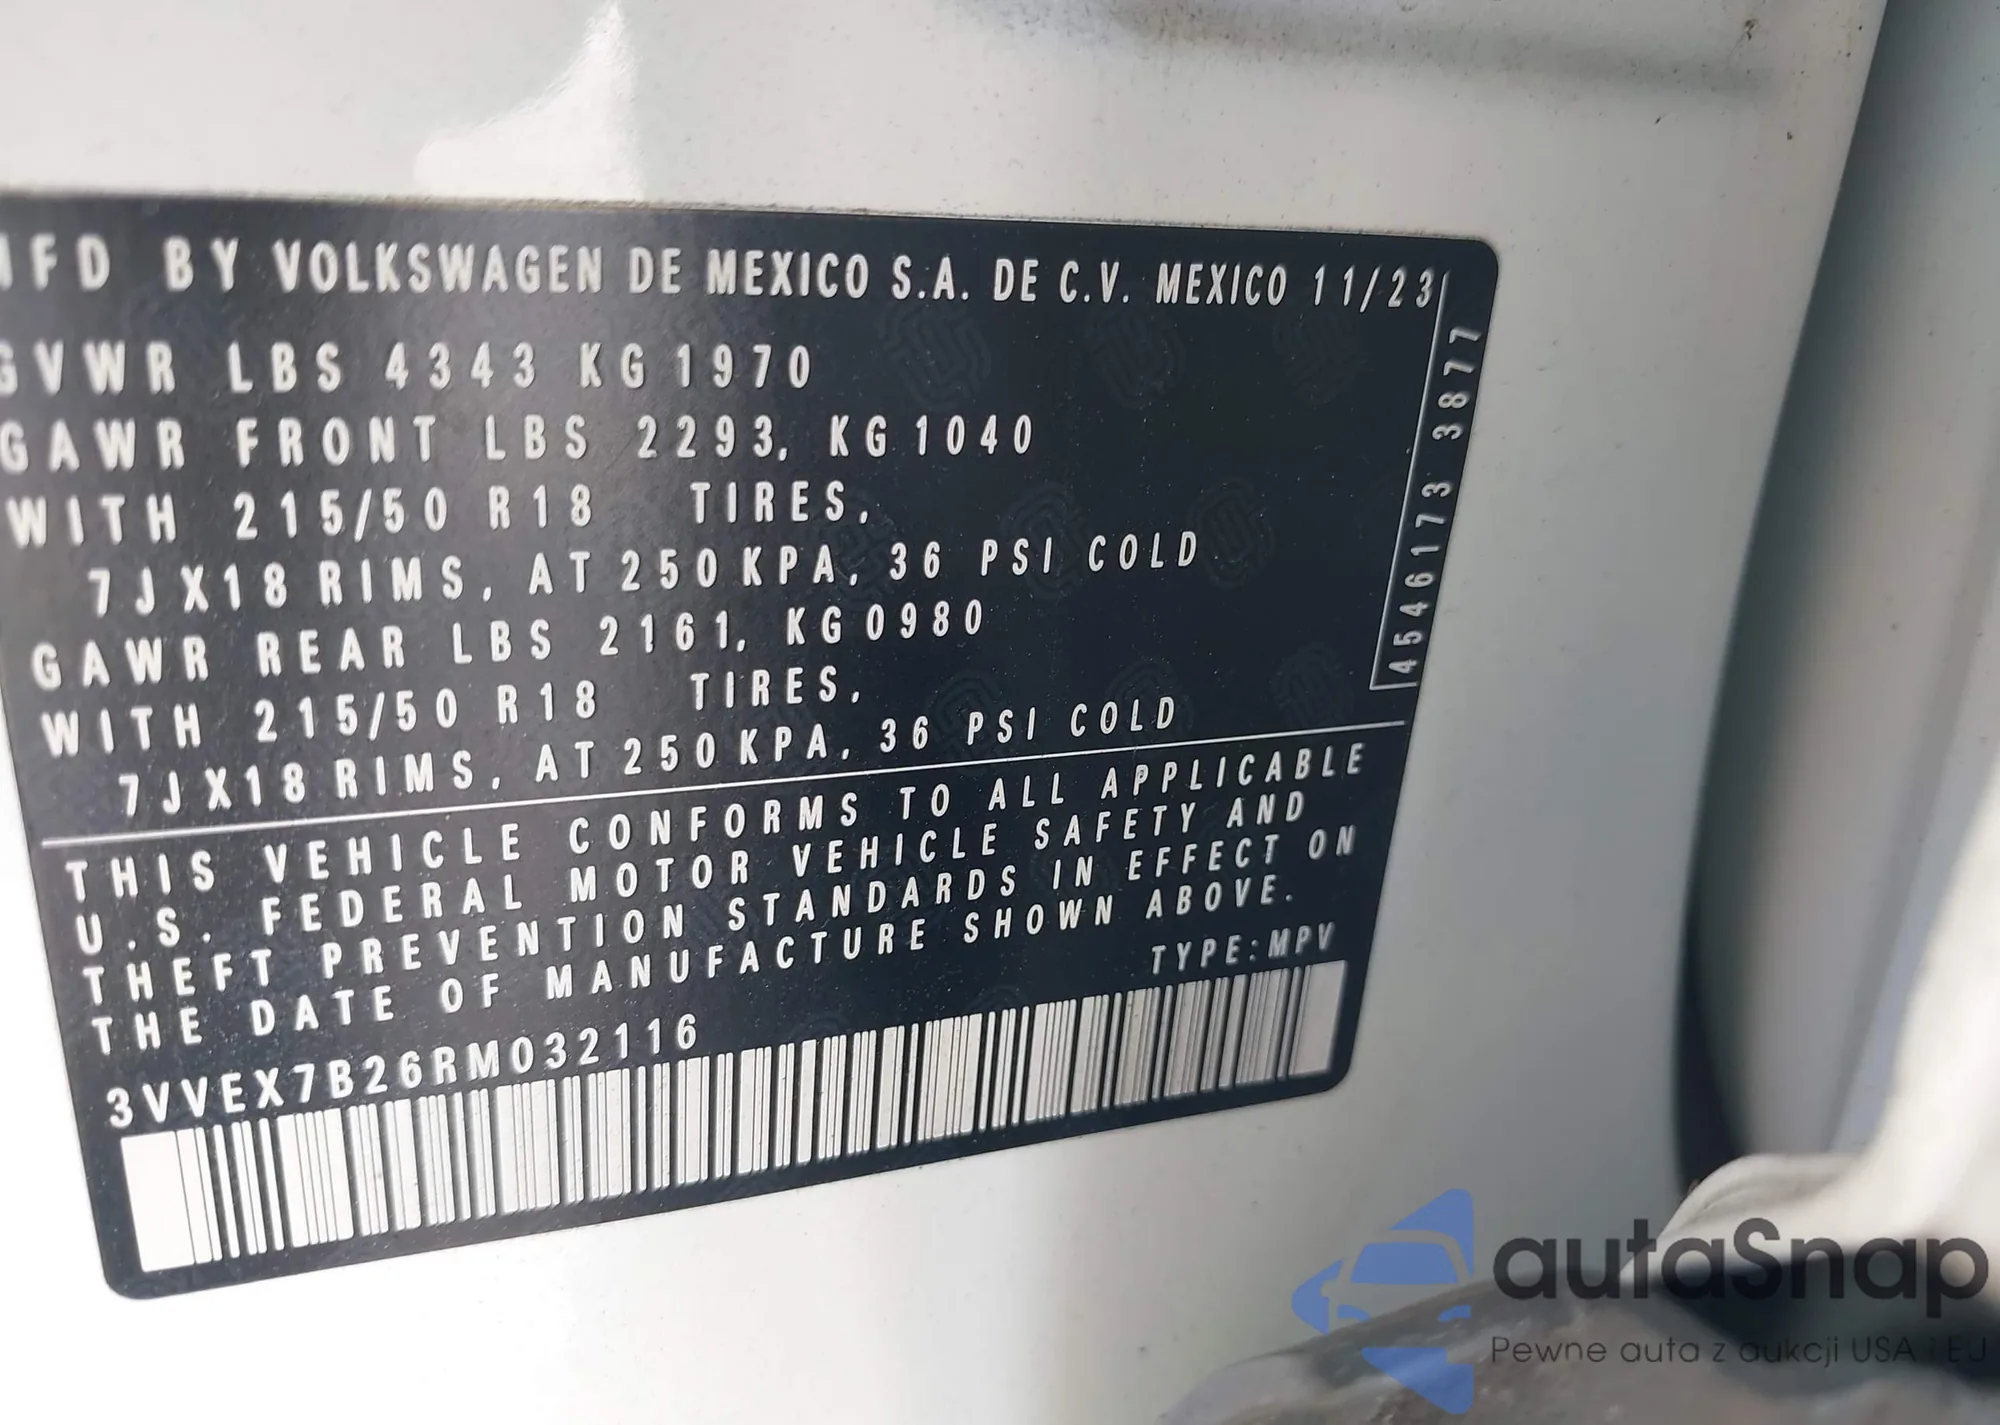 MFD BY VOLKSWAGEN DE MEXICO S.A. DE C.V. MEXICO 11/23
GVWR LBS 4343 KG 1970
GAWR FRONT LBS 2293, KG 1040
WITH 215/50 R18 TIRES,
7JX18 RIMS, AT 250 KPA, 36 PSI COLD
GAWR REAR LBS 2161, KG 0980
WITH 215/50 R18 TIRES,
7JX18 RIMS, AT 250 KPA, 36 PSI COLD
4546173 3877
THIS VEHICLE CONFORMS TO ALL APPLICABLE
U.S. FEDERAL MOTOR VEHICLE SAFETY AND
THEFT PREVENTION STANDARDS IN EFFECT ON
THE DATE OF MANUFACTURE SHOWN ABOVE.
TYPE: MPV
3VVEX7B26RM032116
autaSnap
Pewne auta z aukcji USA i EU